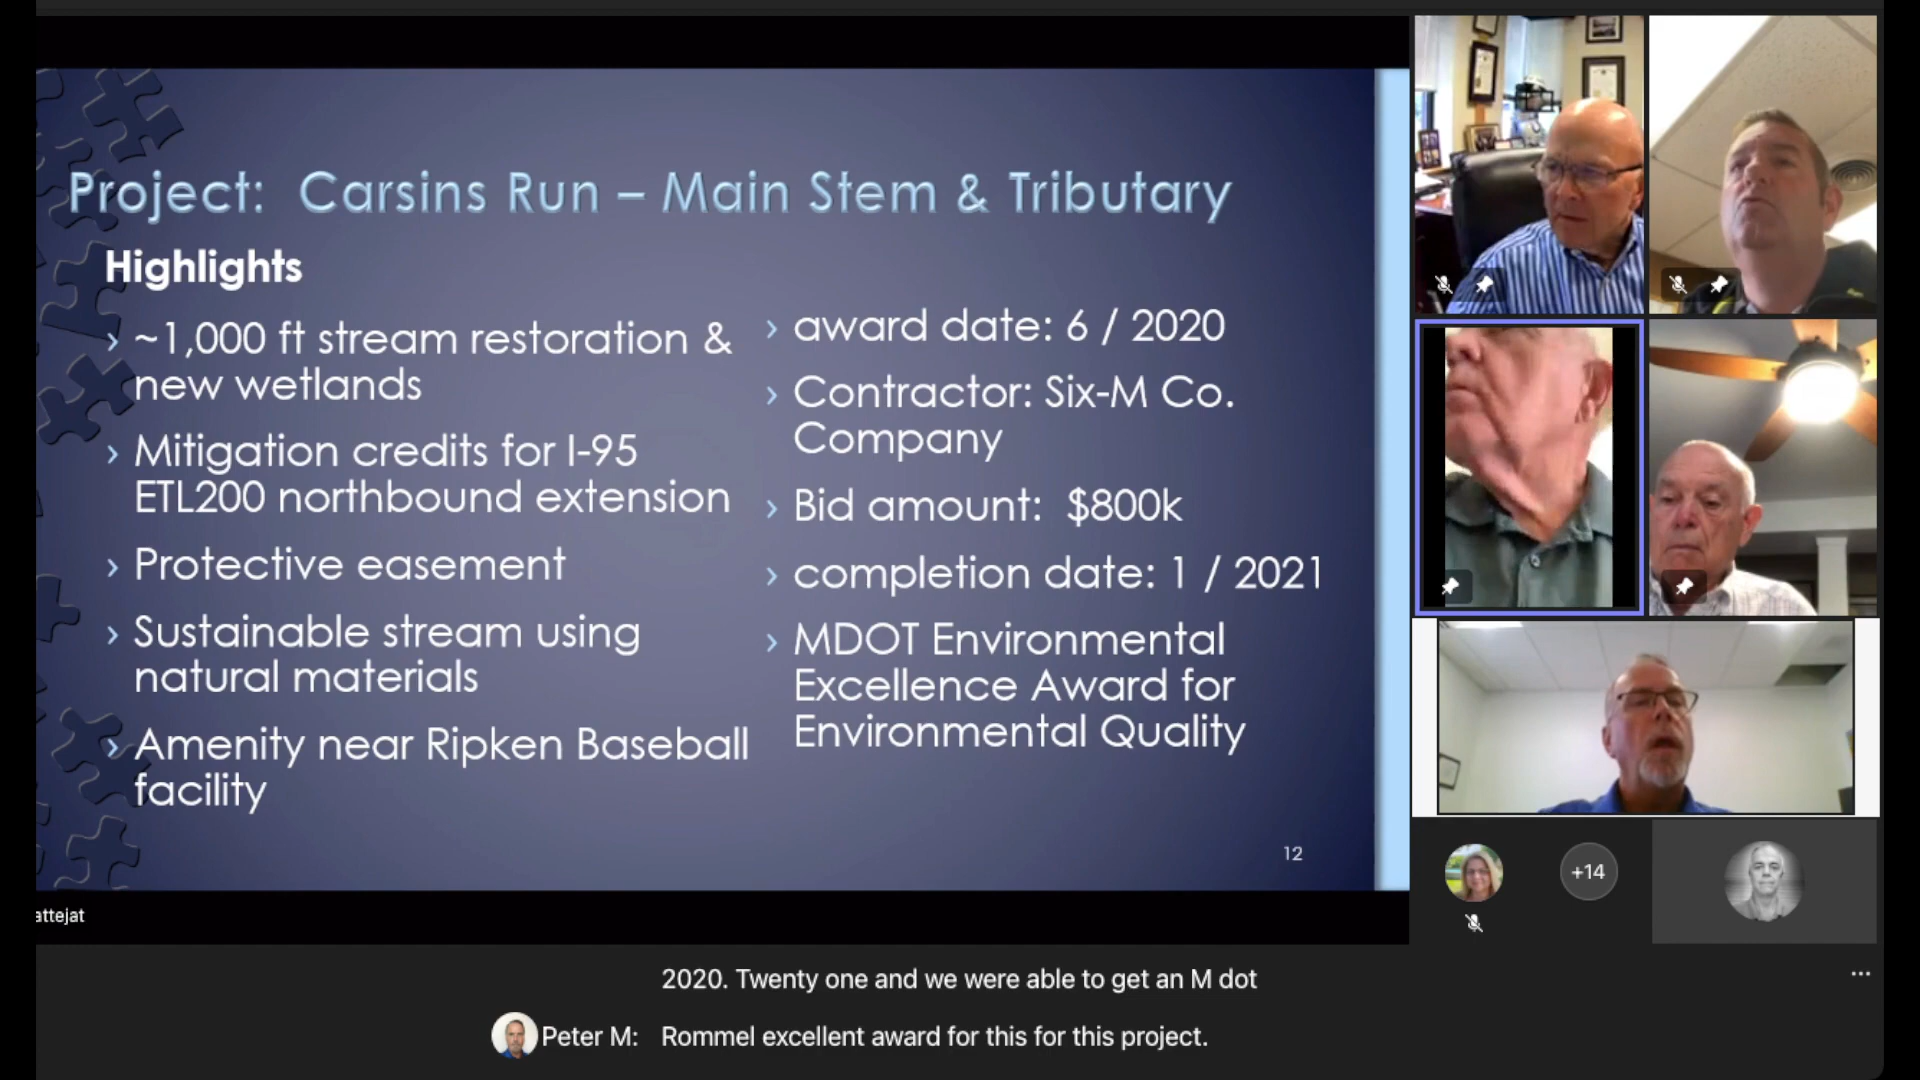 Project: Carsins Run – Main Stem & Tributary
Highlights
› ~1,000 ft stream restoration &
new wetlands
› Mitigation credits for I-95
ETL200 northbound extension
› Protective easement
› Sustainable stream using
natural materials
› Amenity near Ripken Baseball
facility
› award date: 6 / 2020
› Contractor: Six-M Co.
Company
› Bid amount: $800k
› completion date: 1 / 2021
› MDOT Environmental
Excellence Award for
Environmental Quality
12
+14
attejat
2020. Twenty one and we were able to get an M dot
Peter M: Rommel excellent award for this for this project.